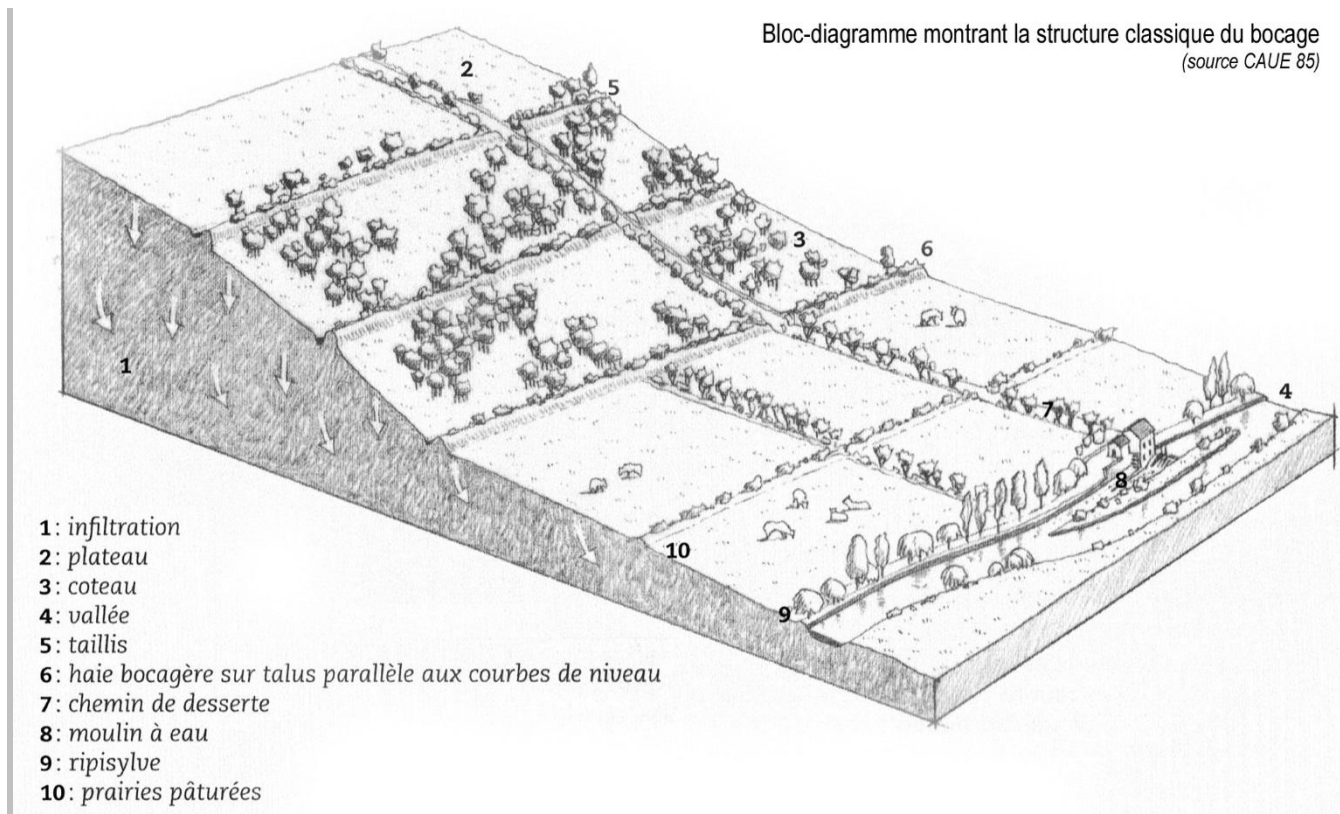 Bloc-diagramme montrant la structure classique du bocage
(source CAUE 85)
2
5
3
6
1
7
4
8
10
9
1: infiltration
2: plateau
3: coteau
4: vallée
5: taillis
6: haie bocagère sur talus parallèle aux courbes de niveau
7: chemin de desserte
8: moulin à eau
9: ripisylve
10: prairies pâturées